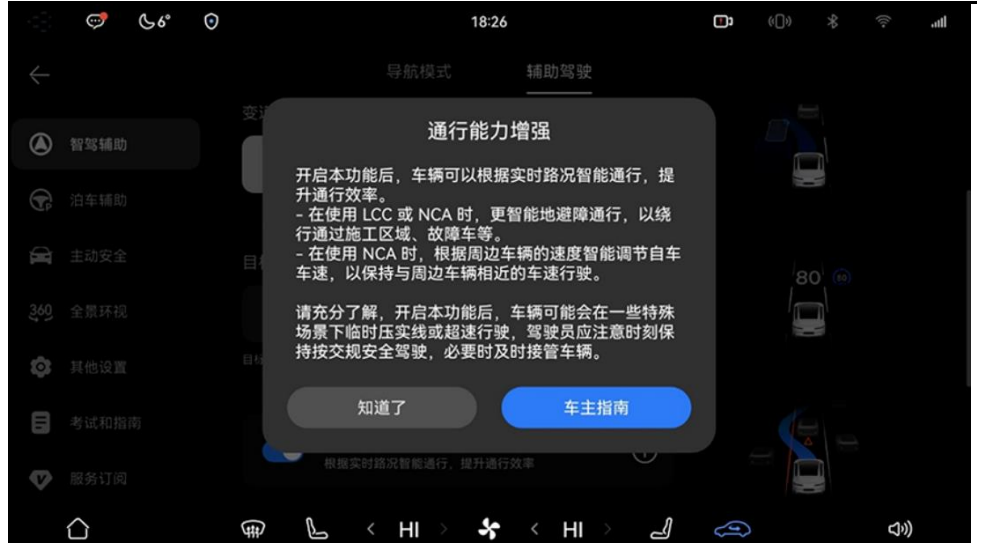 6°
18:26
导航模式
辅助驾驶
变道
智驾辅助
泊车辅助
主动安全
360
全景环视
其他设置
考试和指南
服务订阅
通行能力增强
开启本功能后，车辆可以根据实时路况智能通行，提
升通行效率。
- 在使用 LCC 或 NCA 时，更智能地避障通行，以绕
行通过施工区域、故障车等。
- 在使用 NCA 时，根据周边车辆的速度智能调节自车
车速，以保持与周边车辆相近的车速行驶。
请充分了解，开启本功能后，车辆可能会在一些特殊
场景下临时压实线或超速行驶，驾驶员应注意时刻保
持按交规安全驾驶，必要时及时接管车辆。
知道了
车主指南
目标
根据实时路况智能通行，提升通行效率
80
80
HI
HI